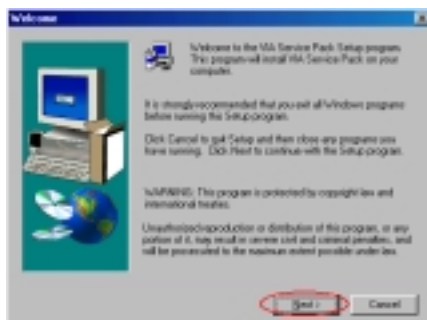 Welcome
Welcome to the VIA Service Pack Setup program.
This program will install VIA Service Pack on your
computer.
It is strongly recommended that you exit all Windows programs
before running this Setup program.
Click Cancel to quit Setup and then close any programs you
have running. Click Next to continue with the Setup program.
WARNING: This program is protected by copyright law and
international treaties.
Unauthorized reproduction or distribution of this program, or any
portion of it, may result in severe civil and criminal penalties, and
will be prosecuted to the maximum extent possible under law.
Next >
Cancel